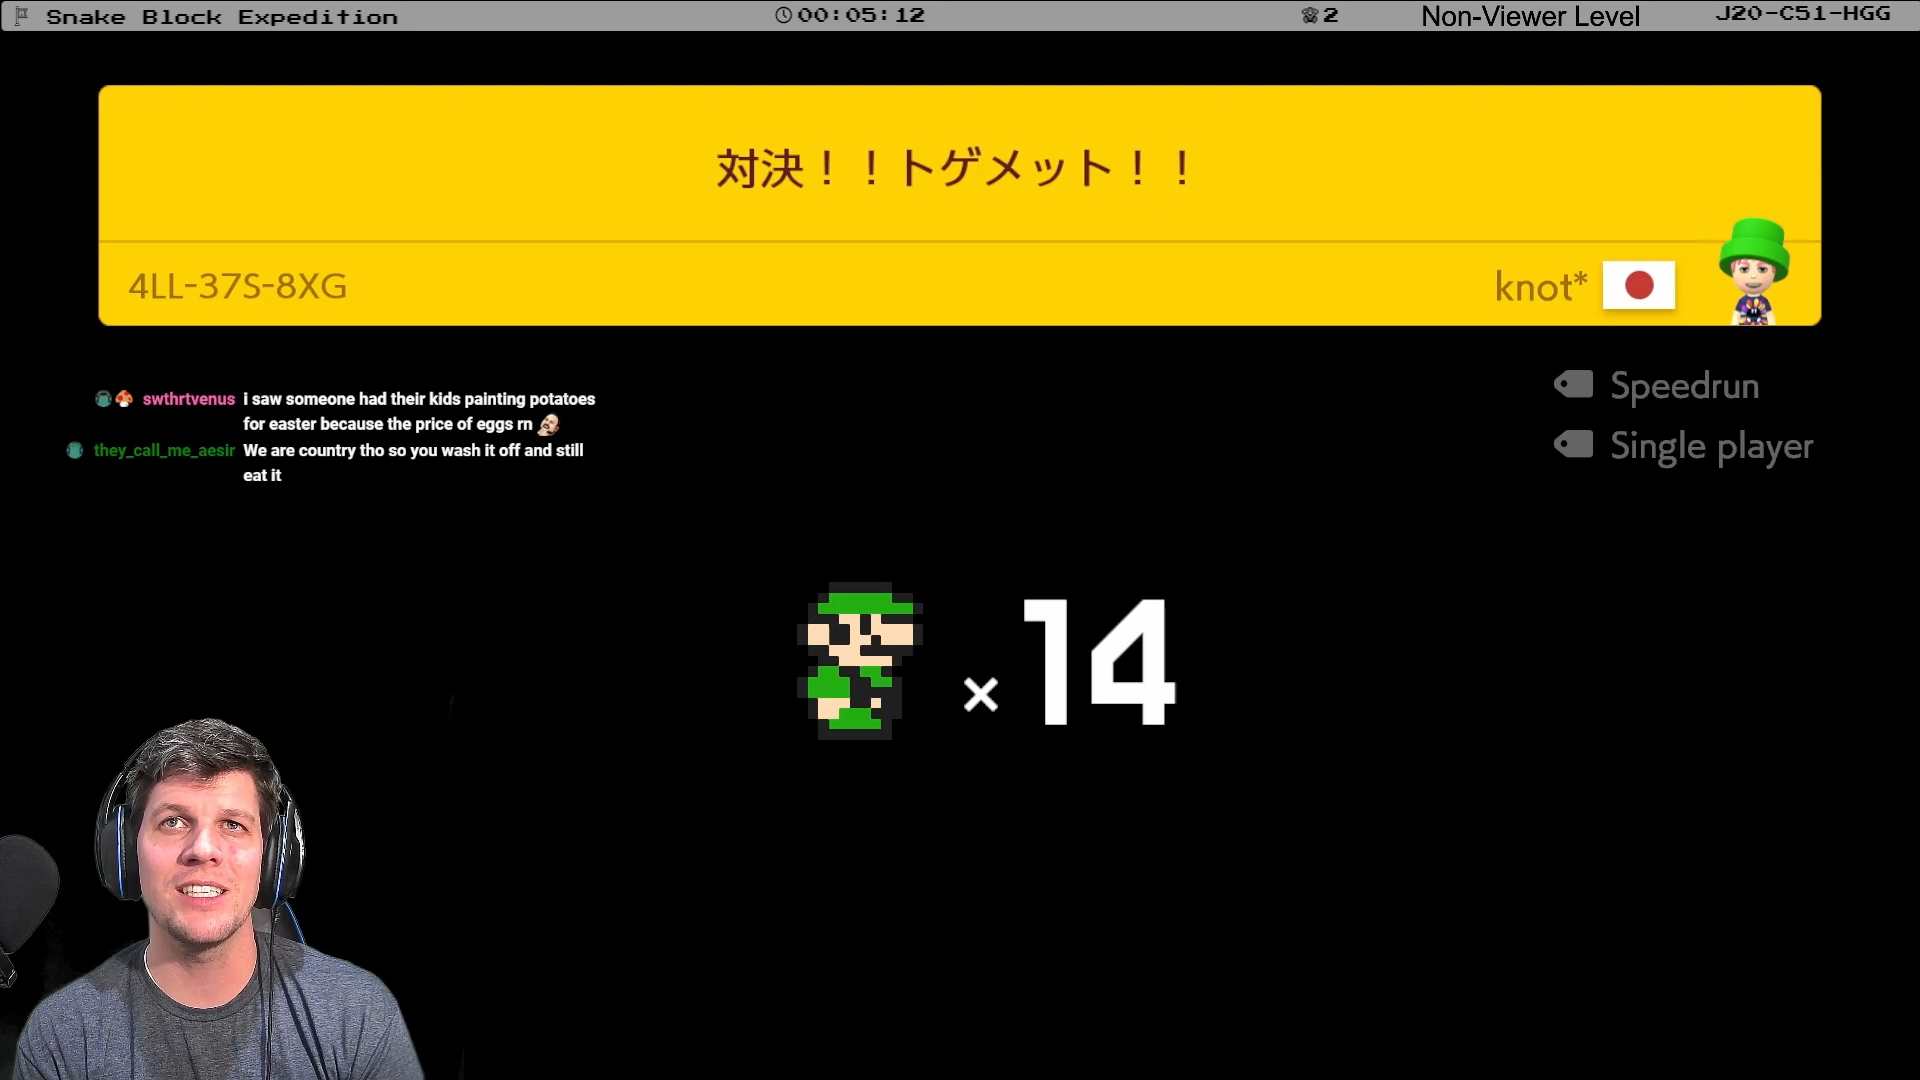 Snake Block Expedition
00:05:12
2
Non-Viewer Level
J20-C51-HGG
対決！！トゲメット！！
4LL-37S-8XG
knot*
swthrtvenus i saw someone had their kids painting potatoes
for easter because the price of eggs rn
they_call_me_aesir We are country tho so you wash it off and still
eat it
Speedrun
Single player
× 14